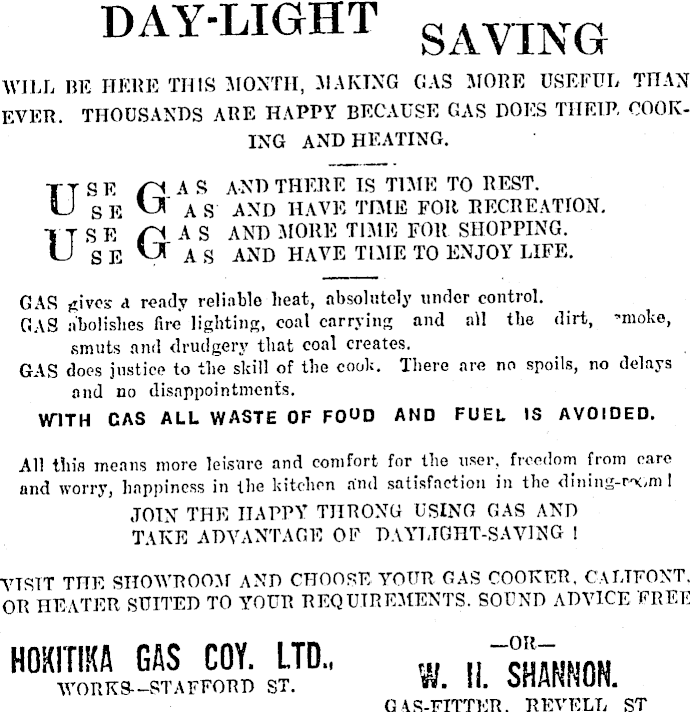 DAY-LIGHT SAVING
WILL BE HERE THIS MONTH, MAKING GAS MORE USEFUL THAN
EVER. THOUSANDS ARE HAPPY BECAUSE GAS DOES THEIR COOK-
ING AND HEATING.
USE GAS AND THERE IS TIME TO REST.
USE GAS AND HAVE TIME FOR RECREATION.
USE GAS AND MORE TIME FOR SHOPPING.
USE GAS AND HAVE TIME TO ENJOY LIFE.
GAS gives a ready reliable heat, absolutely under control.
GAS abolishes fire lighting, coal carrying and all the dirt, smoke,
smuts and drudgery that coal creates.
GAS does justice to the skill of the cook. There are no spoils, no delays
and no disappointments.
WITH GAS ALL WASTE OF FOOD AND FUEL IS AVOIDED.
All this means more leisure and comfort for the user, freedom from care
and worry, happiness in the kitchen and satisfaction in the dining-room!
JOIN THE HAPPY THRONG USING GAS AND
TAKE ADVANTAGE OF DAYLIGHT-SAVING!
VISIT THE SHOWROOM AND CHOOSE YOUR GAS COOKER, CALIFONT,
OR HEATER SUITED TO YOUR REQUIREMENTS. SOUND ADVICE FREE
HOKITIKA GAS COY. LTD.,
WORKS—STAFFORD ST.
—OR—
W. H. SHANNON.
GAS-FITTER, REVELL ST